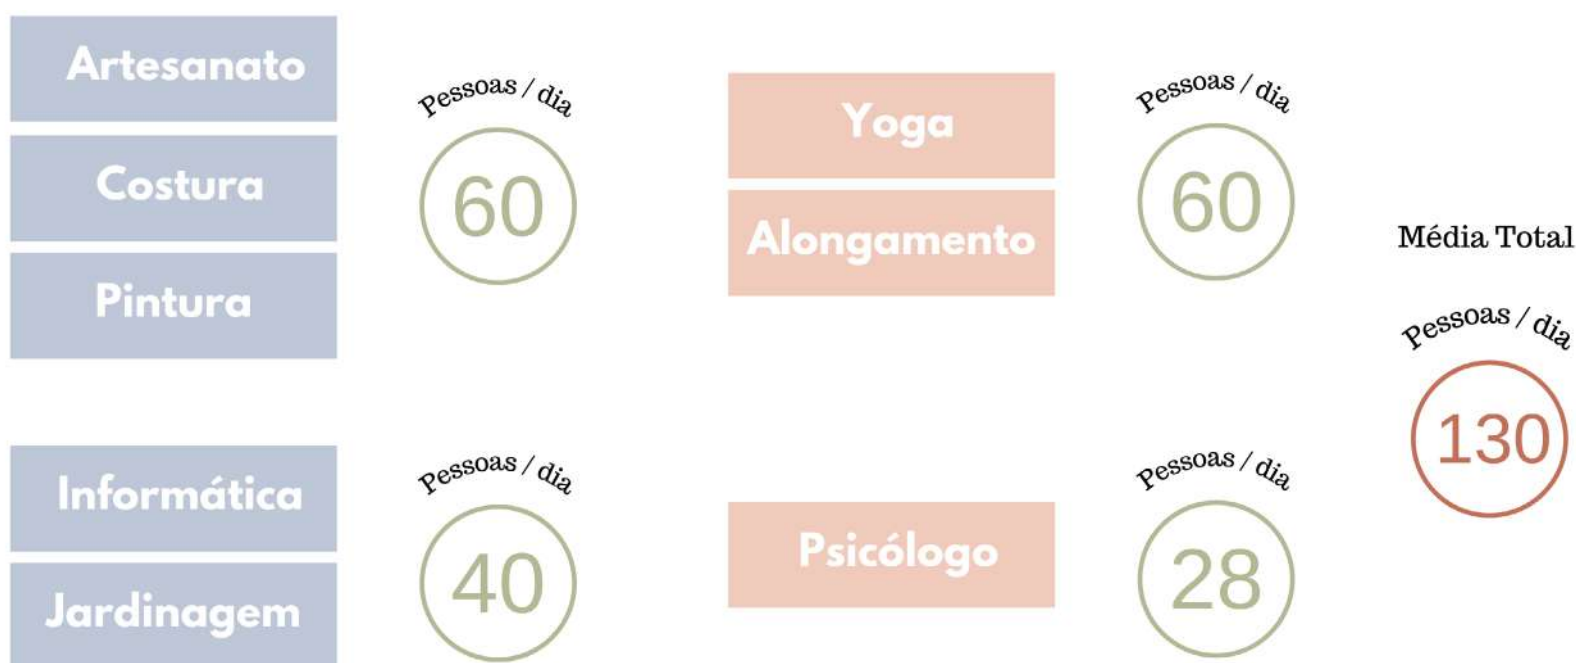 Artesanato
Costura
Pintura
Pessoas / dia
60
Yoga
Alongamento
Pessoas / dia
60
Informática
Jardinagem
Pessoas / dia
40
Psicólogo
Pessoas / dia
28
Média Total
Pessoas / dia
130